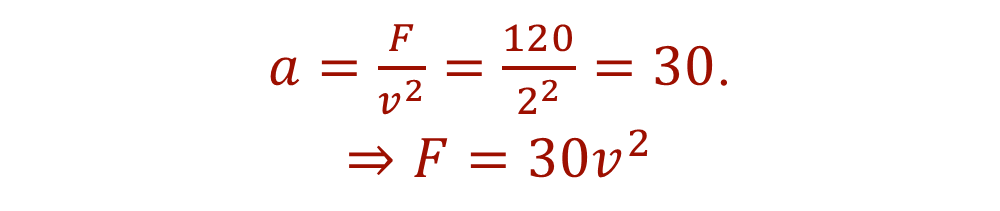 a = F/v² = 120/2² = 30.
⇒ F = 30v²